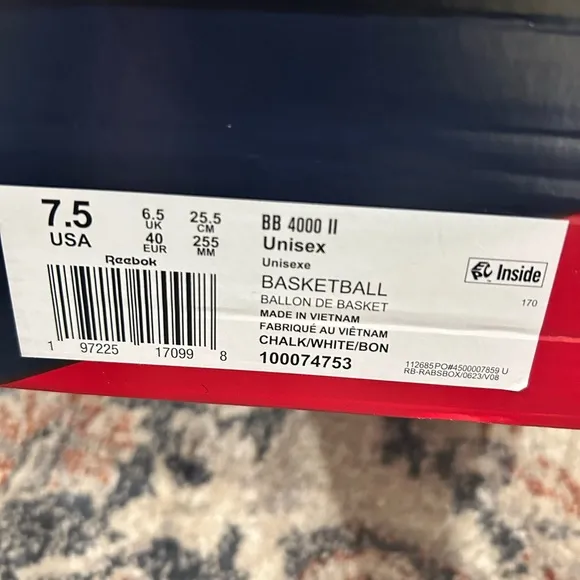 7.5
USA
6.5
UK
40
EUR
25.5
CM
255
MM
Reebok
1 97225 17099 8
BB 4000 II
Unisex
Unisexe
BASKETBALL
BALLON DE BASKET
MADE IN VIETNAM
FABRIQUÉ AU VIÊTNAM
CHALK/WHITE/BON
100074753
Inside
170
112685PO#4500007859 U
RB-RABSBOX/0623/V08